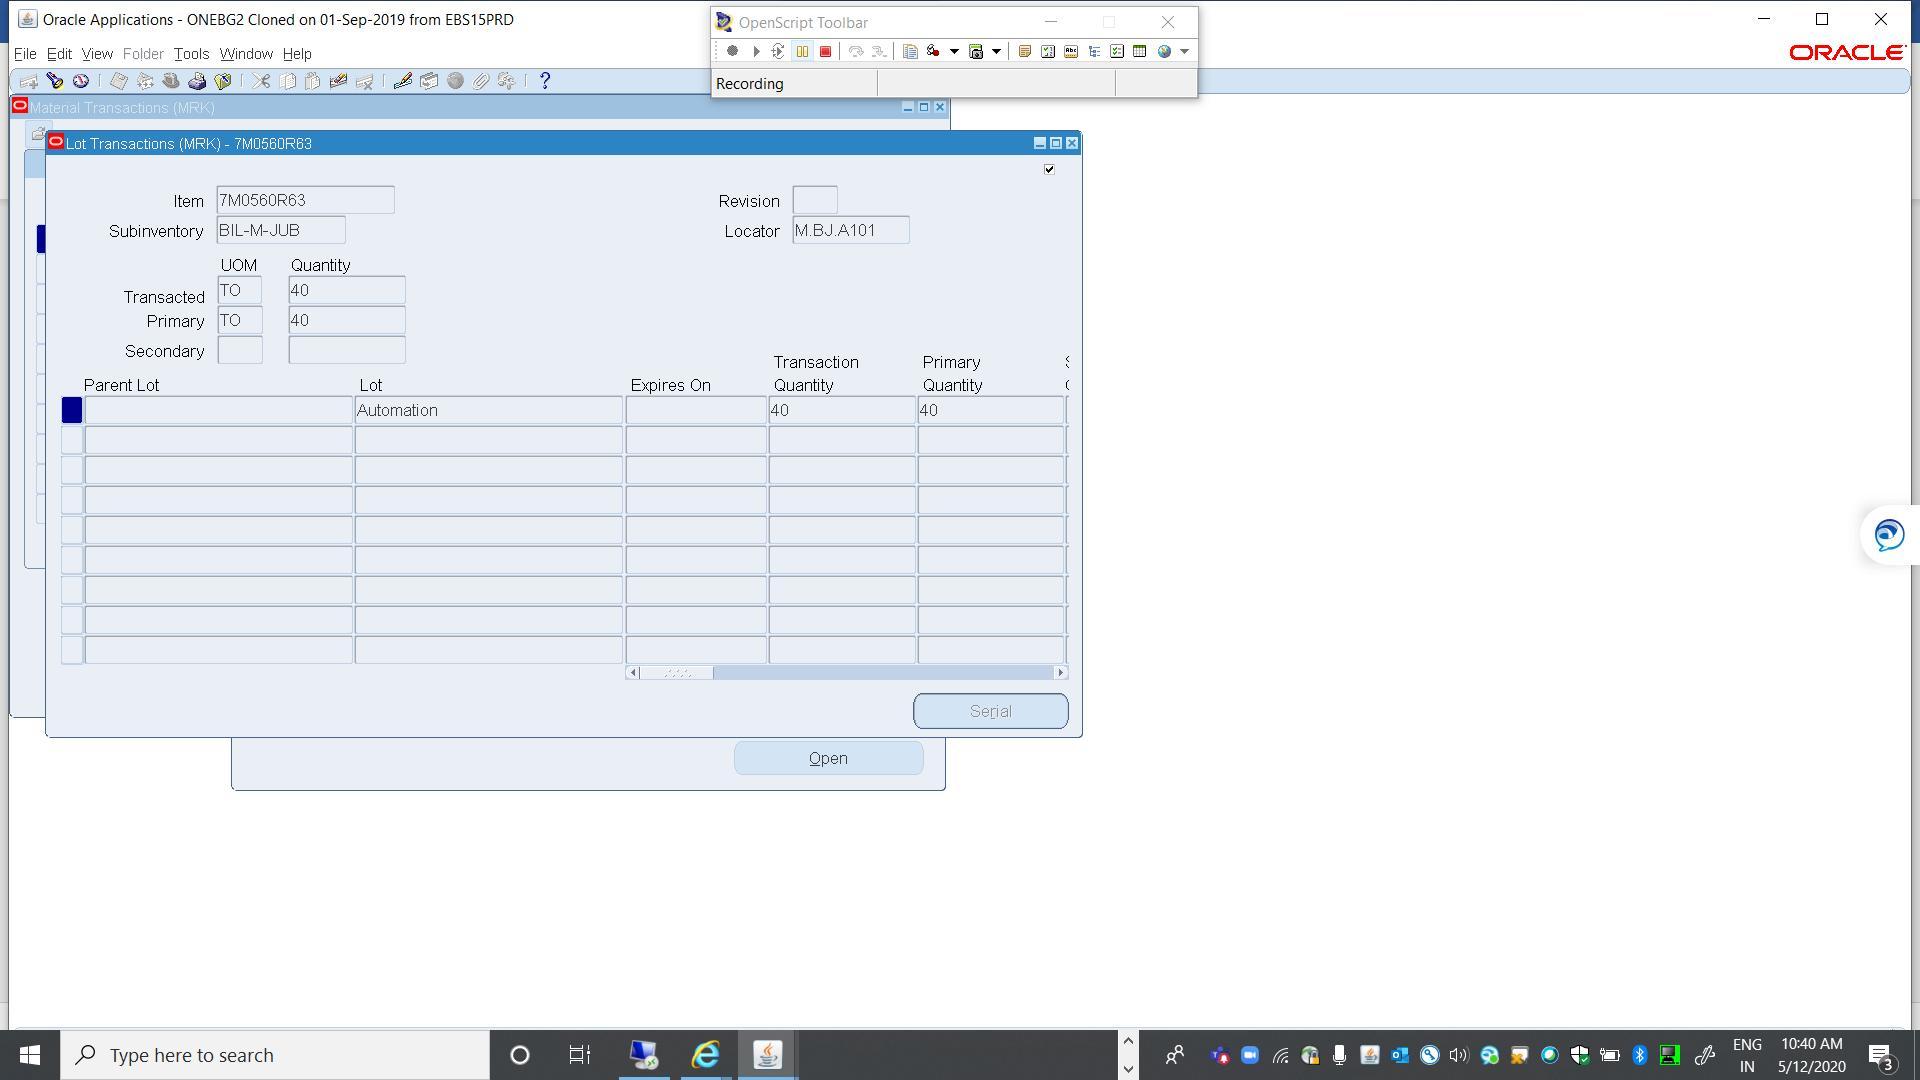 Oracle Applications - ONEBG2 Cloned on 01-Sep-2019 from EBS15PRD
OpenScript Toolbar
File Edit View Folder Tools Window Help
ORACLE
Recording
Material Transactions (MRK)
Lot Transactions (MRK) - 7M0560R63
Item 7M0560R63 Revision
Subinventory BIL-M-JUB Locator M.BJ.A101
UOM Quantity
Transacted TO 40
Primary TO 40
Secondary
Transaction Primary
Parent Lot Lot Expires On Quantity Quantity
Automation 40 40
Serial
Open
Type here to search
ENG 10:40 AM
IN 5/12/2020
3